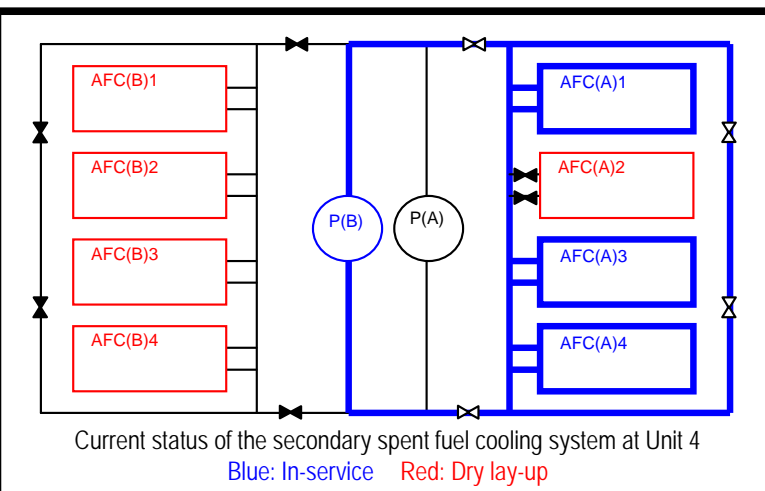 AFC(B)1
AFC(A)1
AFC(B)2
AFC(A)2
P(B)
P(A)
AFC(B)3
AFC(A)3
AFC(B)4
AFC(A)4
Current status of the secondary spent fuel cooling system at Unit 4
Blue: In-service Red: Dry lay-up